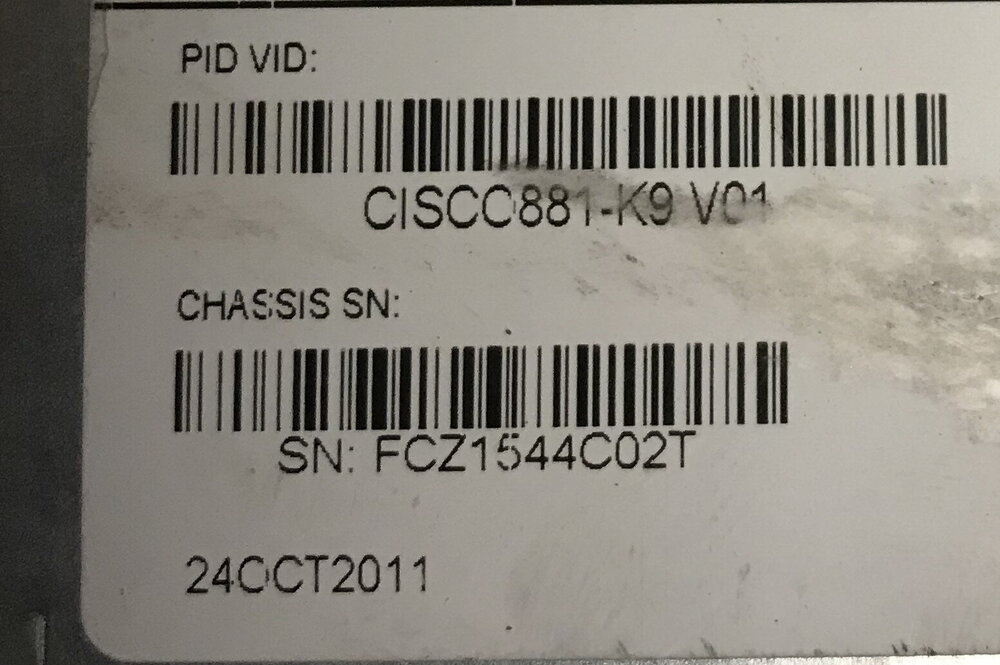 PID VID:
CISCO881-K9 V01
CHASSIS SN:
SN: FCZ1544C02T
24OCT2011